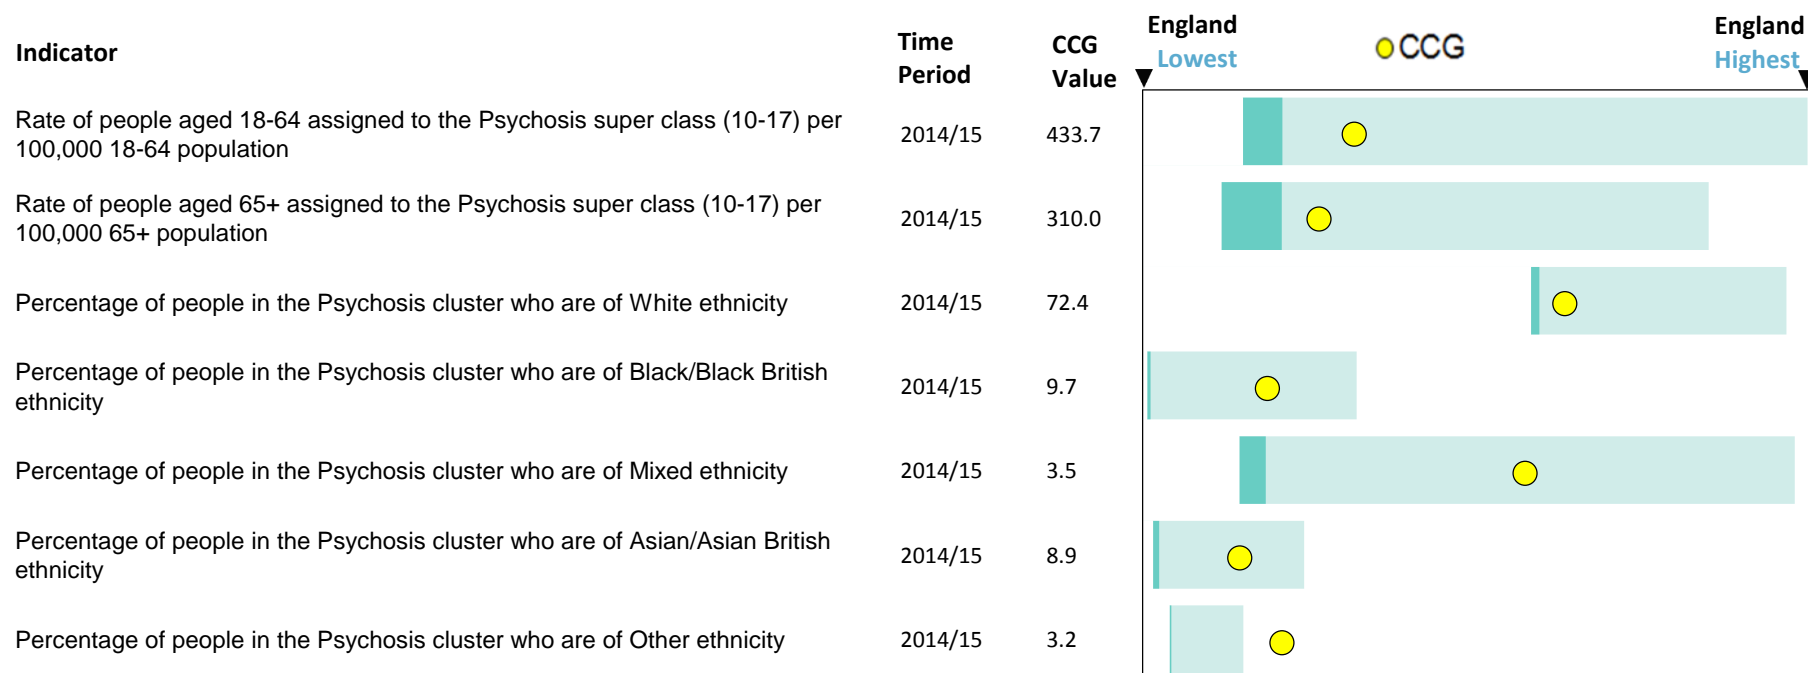 Indicator
Time
Period
CCG
Value
England
Lowest
CCG
England
Highest
Rate of people aged 18-64 assigned to the Psychosis super class (10-17) per
100,000 18-64 population
2014/15
433.7
Rate of people aged 65+ assigned to the Psychosis super class (10-17) per
100,000 65+ population
2014/15
310.0
Percentage of people in the Psychosis cluster who are of White ethnicity
2014/15
72.4
Percentage of people in the Psychosis cluster who are of Black/Black British
ethnicity
2014/15
9.7
Percentage of people in the Psychosis cluster who are of Mixed ethnicity
2014/15
3.5
Percentage of people in the Psychosis cluster who are of Asian/Asian British
ethnicity
2014/15
8.9
Percentage of people in the Psychosis cluster who are of Other ethnicity
2014/15
3.2